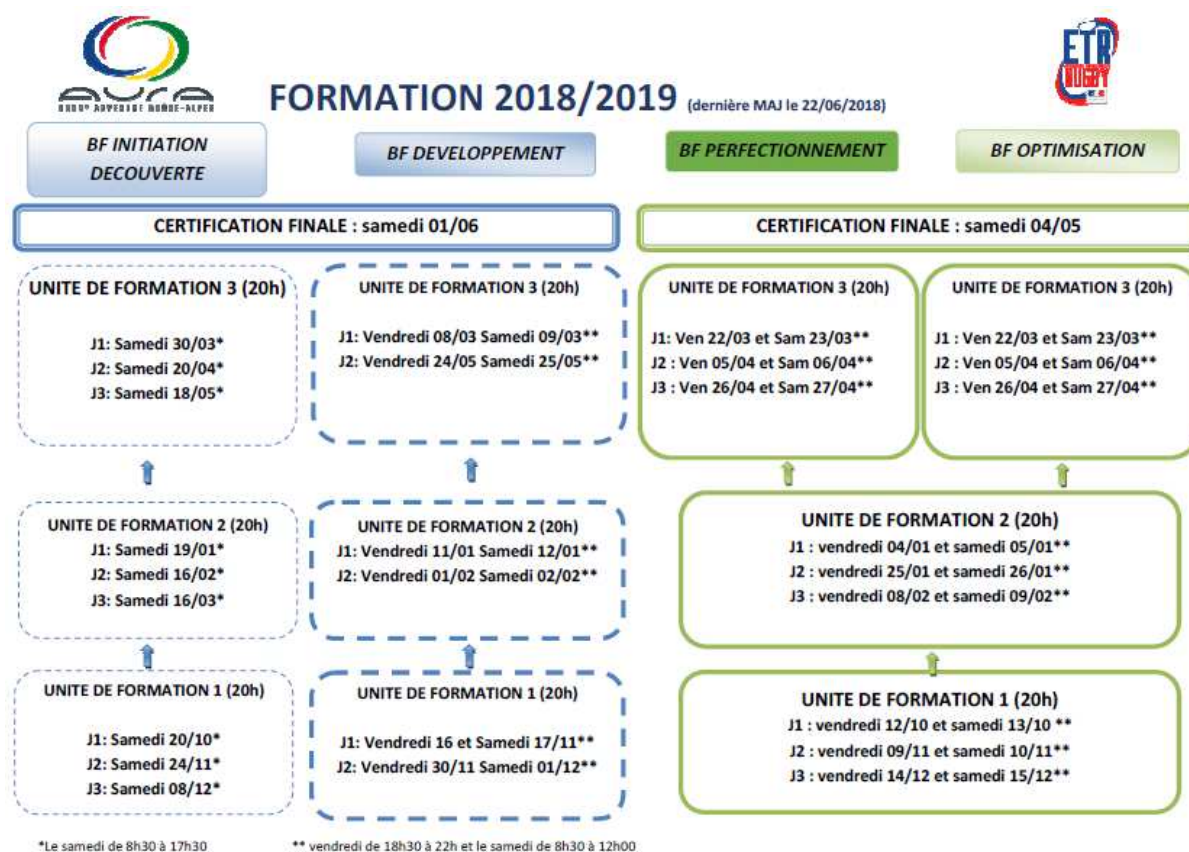 AURA
RUGBY AUVERGNE RHÔNE-ALPES
ETR
RUGBY
FORMATION 2018/2019 (dernière MAJ le 22/06/2018)
BF INITIATION
DECOUVERTE
BF DEVELOPPEMENT
BF PERFECTIONNEMENT
BF OPTIMISATION
CERTIFICATION FINALE : samedi 01/06
CERTIFICATION FINALE : samedi 04/05
UNITE DE FORMATION 3 (20h)
J1: Samedi 30/03*
J2: Samedi 20/04*
J3: Samedi 18/05*
UNITE DE FORMATION 3 (20h)
J1: Vendredi 08/03 Samedi 09/03**
J2: Vendredi 24/05 Samedi 25/05**
UNITE DE FORMATION 3 (20h)
J1: Ven 22/03 et Sam 23/03**
J2 : Ven 05/04 et Sam 06/04**
J3 : Ven 26/04 et Sam 27/04**
UNITE DE FORMATION 3 (20h)
J1 : Ven 22/03 et Sam 23/03**
J2 : Ven 05/04 et Sam 06/04**
J3 : Ven 26/04 et Sam 27/04**
UNITE DE FORMATION 2 (20h)
J1: Samedi 19/01*
J2: Samedi 16/02*
J3: Samedi 16/03*
UNITE DE FORMATION 2 (20h)
J1: Vendredi 11/01 Samedi 12/01**
J2: Vendredi 01/02 Samedi 02/02**
UNITE DE FORMATION 2 (20h)
J1 : vendredi 04/01 et samedi 05/01**
J2 : vendredi 25/01 et samedi 26/01**
J3 : vendredi 08/02 et samedi 09/02**
UNITE DE FORMATION 1 (20h)
J1: Samedi 20/10*
J2: Samedi 24/11*
J3: Samedi 08/12*
UNITE DE FORMATION 1 (20h)
J1: Vendredi 16 et Samedi 17/11**
J2: Vendredi 30/11 Samedi 01/12**
UNITE DE FORMATION 1 (20h)
J1 : vendredi 12/10 et samedi 13/10 **
J2 : vendredi 09/11 et samedi 10/11**
J3 : vendredi 14/12 et samedi 15/12**
*Le samedi de 8h30 à 17h30
** vendredi de 18h30 à 22h et le samedi de 8h30 à 12h00